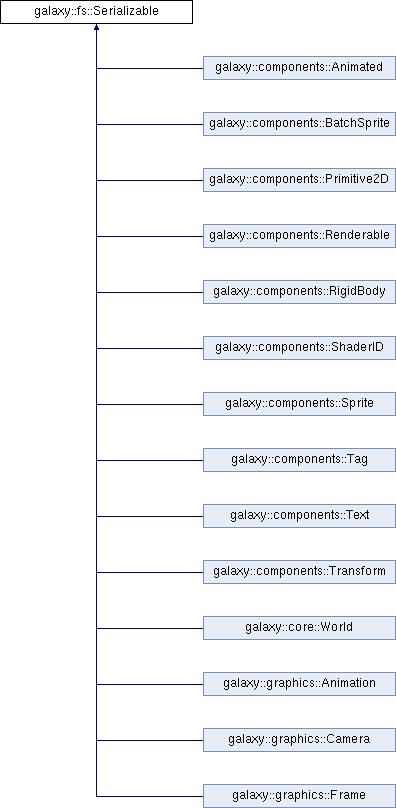 galaxy::fs::Serializable
galaxy::components::Animated
galaxy::components::BatchSprite
galaxy::components::Primitive2D
galaxy::components::Renderable
galaxy::components::RigidBody
galaxy::components::ShaderID
galaxy::components::Sprite
galaxy::components::Tag
galaxy::components::Text
galaxy::components::Transform
galaxy::core::World
galaxy::graphics::Animation
galaxy::graphics::Camera
galaxy::graphics::Frame